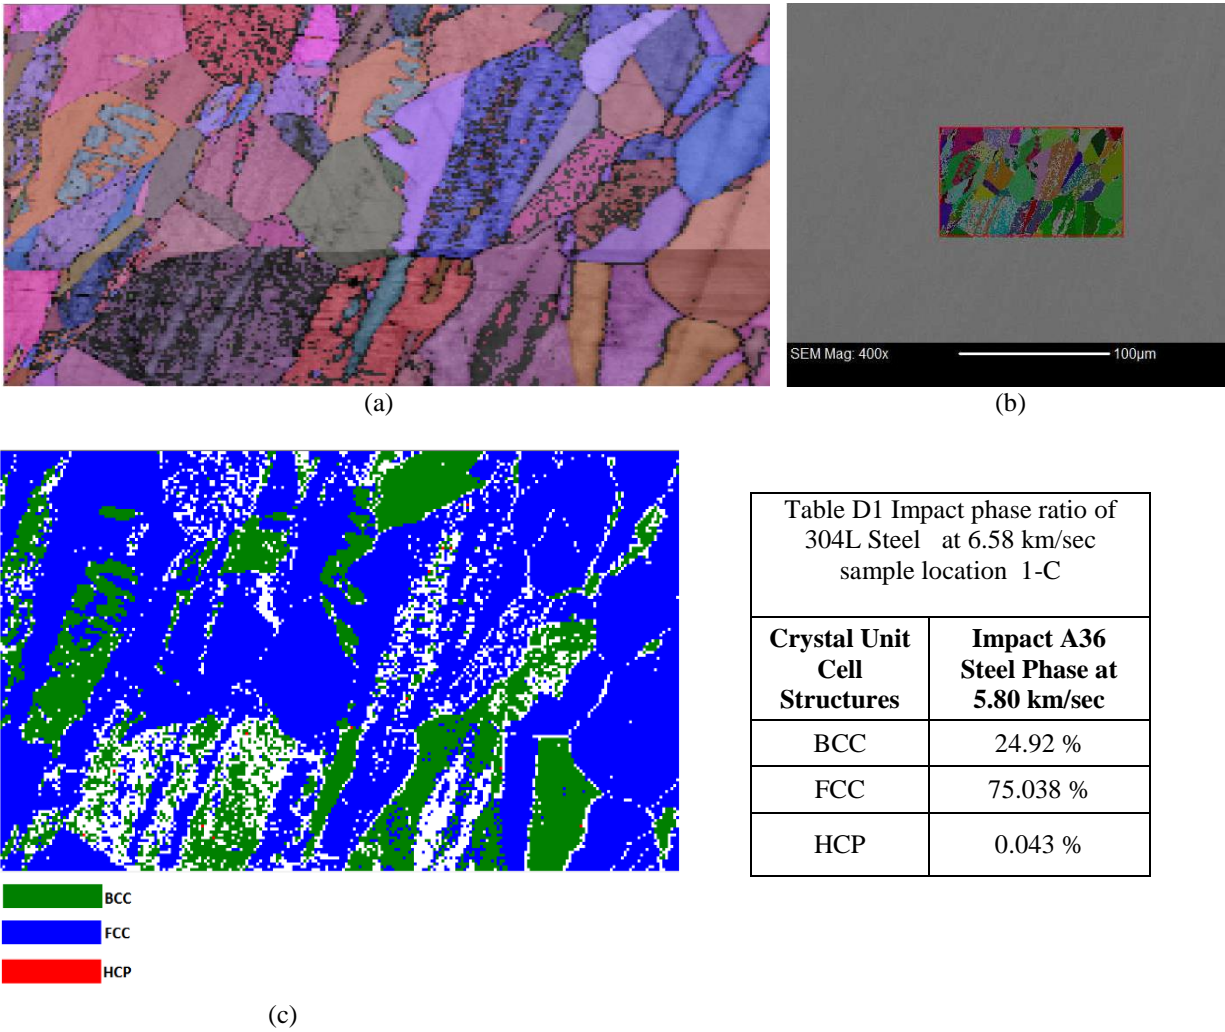 SEM Mag: 400x
100µm
(a)
(b)
Table D1 Impact phase ratio of
304L Steel at 6.58 km/sec
sample location 1-C
Crystal Unit
Cell
Structures
Impact A36
Steel Phase at
5.80 km/sec
BCC
24.92 %
FCC
75.038 %
HCP
0.043 %
BCC
FCC
HCP
(c)